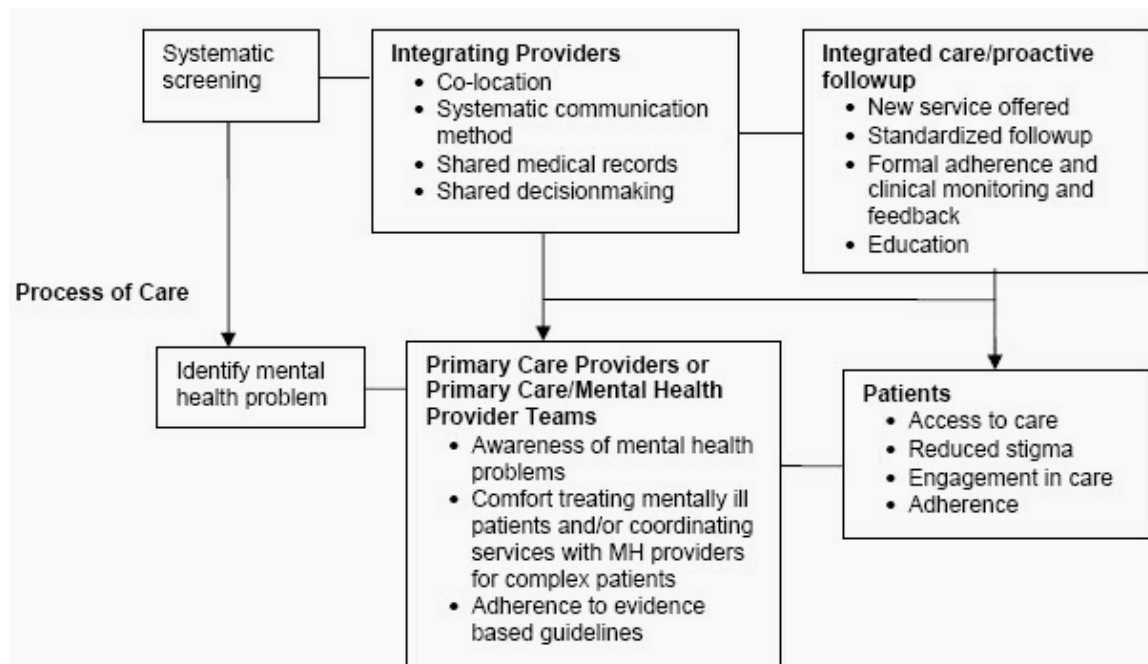 Systematic
screening
Integrating Providers
• Co-location
• Systematic communication
method
• Shared medical records
• Shared decisionmaking
Integrated care/proactive
followup
• New service offered
• Standardized followup
• Formal adherence and
clinical monitoring and
feedback
• Education
Process of Care
Identify mental
health problem
Primary Care Providers or
Primary Care/Mental Health
Provider Teams
• Awareness of mental health
problems
• Comfort treating mentally ill
patients and/or coordinating
services with MH providers
for complex patients
• Adherence to evidence
based guidelines
Patients
• Access to care
• Reduced stigma
• Engagement in care
• Adherence